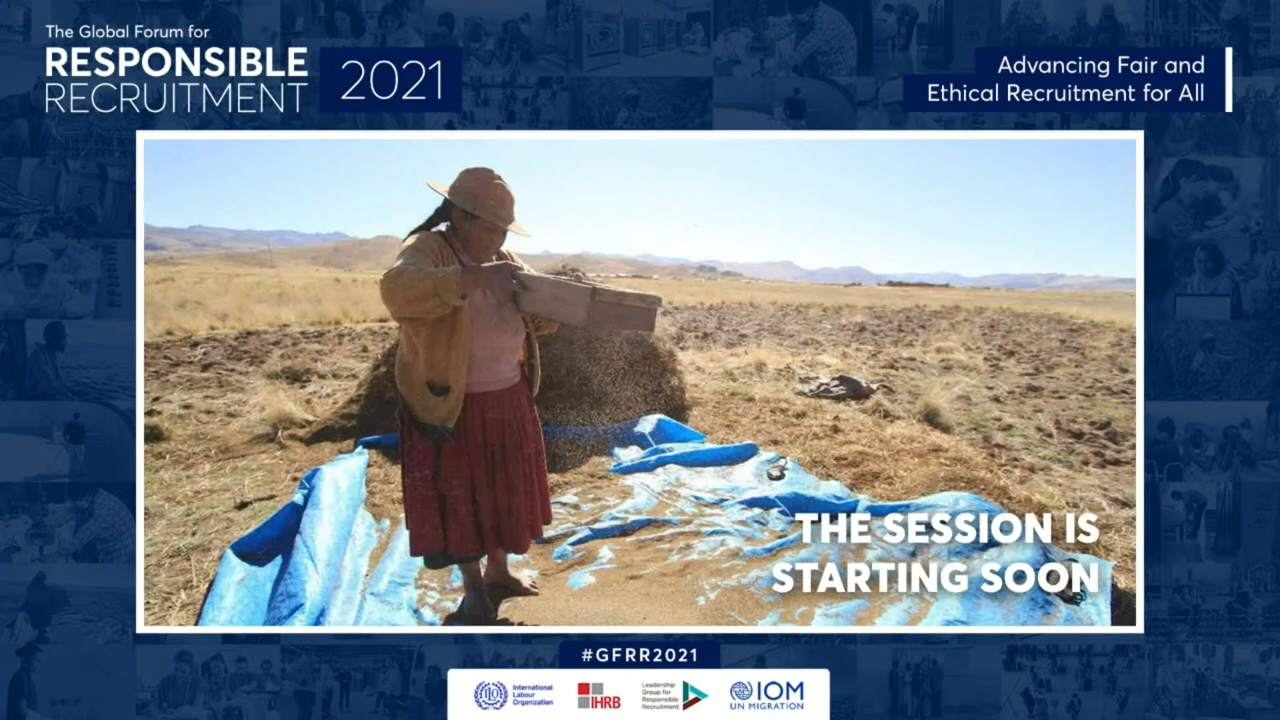 The Global Forum for
RESPONSIBLE
RECRUITMENT
2021
Advancing Fair and
Ethical Recruitment for All
THE SESSION IS
STARTING SOON
#GFRR2021
International
Labour
Organization
IHRB
Leadership
Group for
Responsible
Recruitment
IOM
UN MIGRATION